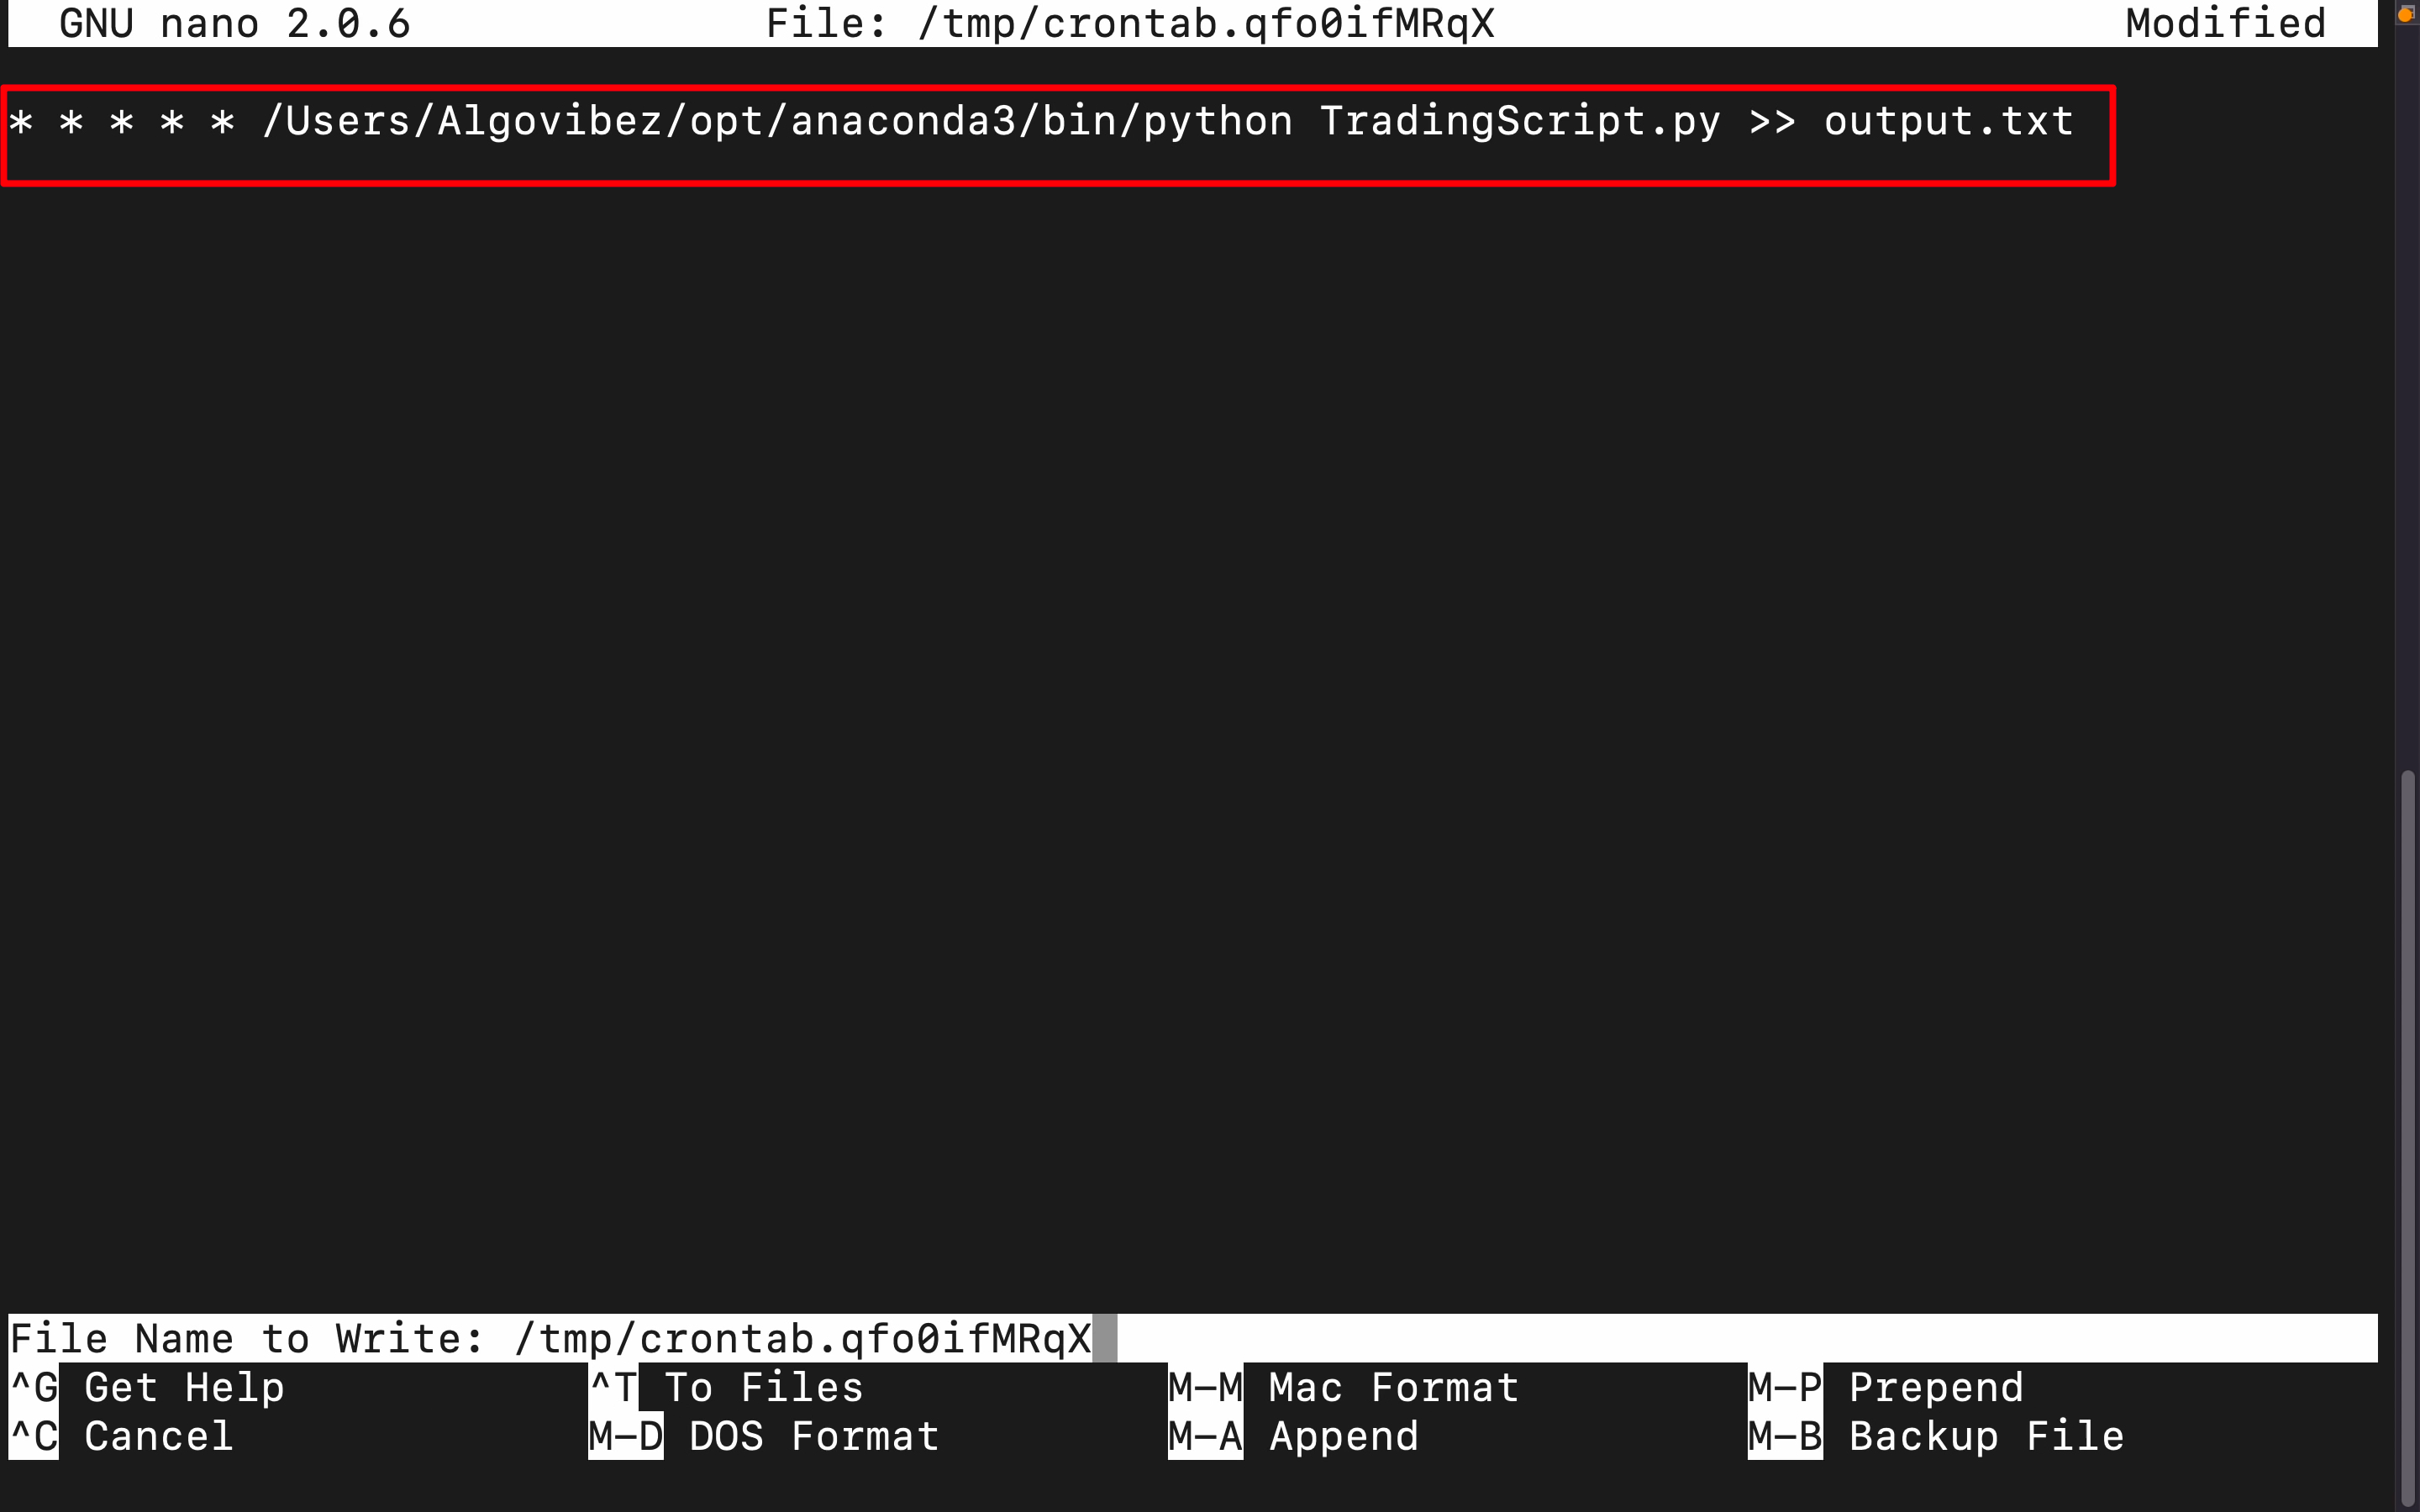 GNU nano 2.0.6 File: /tmp/crontab.qfo0ifMRqX Modified
* * * * * /Users/Algovibez/opt/anaconda3/bin/python TradingScript.py >> output.txt
File Name to Write: /tmp/crontab.qfo0ifMRqX
^G Get Help ^T To Files M-M Mac Format M-P Prepend
^C Cancel M-D DOS Format M-A Append M-B Backup File